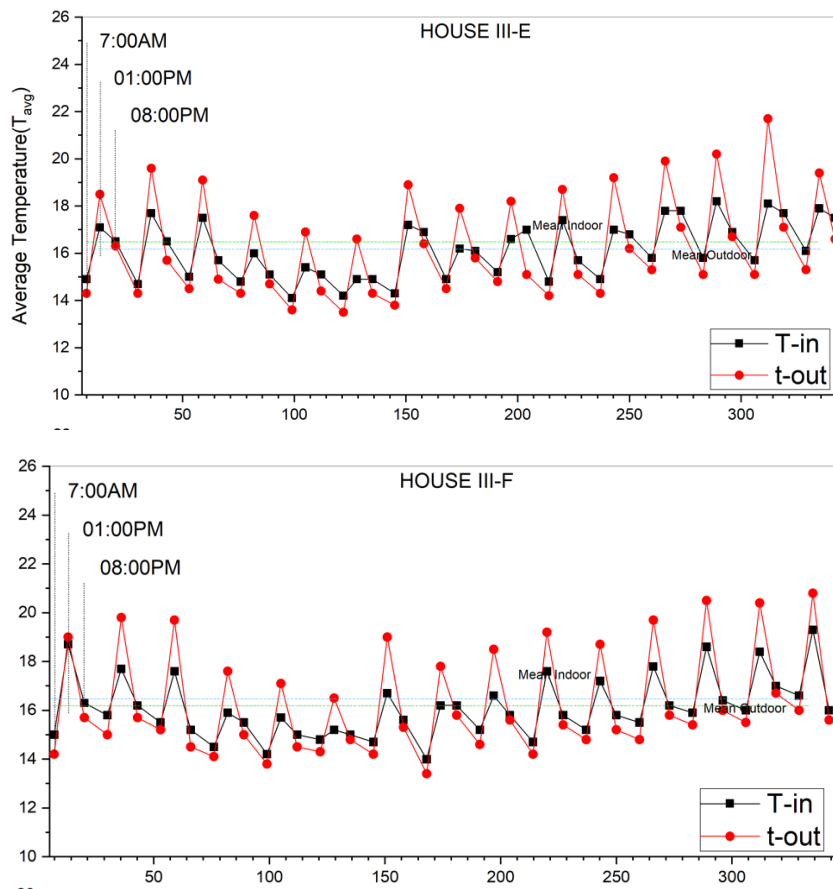 HOUSE III-E
26
24
22
20
18
16
14
12
10
Average Temperature(Tavg)
7:00AM
01:00PM
08:00PM
Mean Indoor
Mean Outdoor
T-in
t-out
50
100
150
200
250
300
HOUSE III-F
26
24
22
20
18
16
14
12
10
7:00AM
01:00PM
08:00PM
Mean Indoor
Mean Outdoor
T-in
t-out
50
100
150
200
250
300